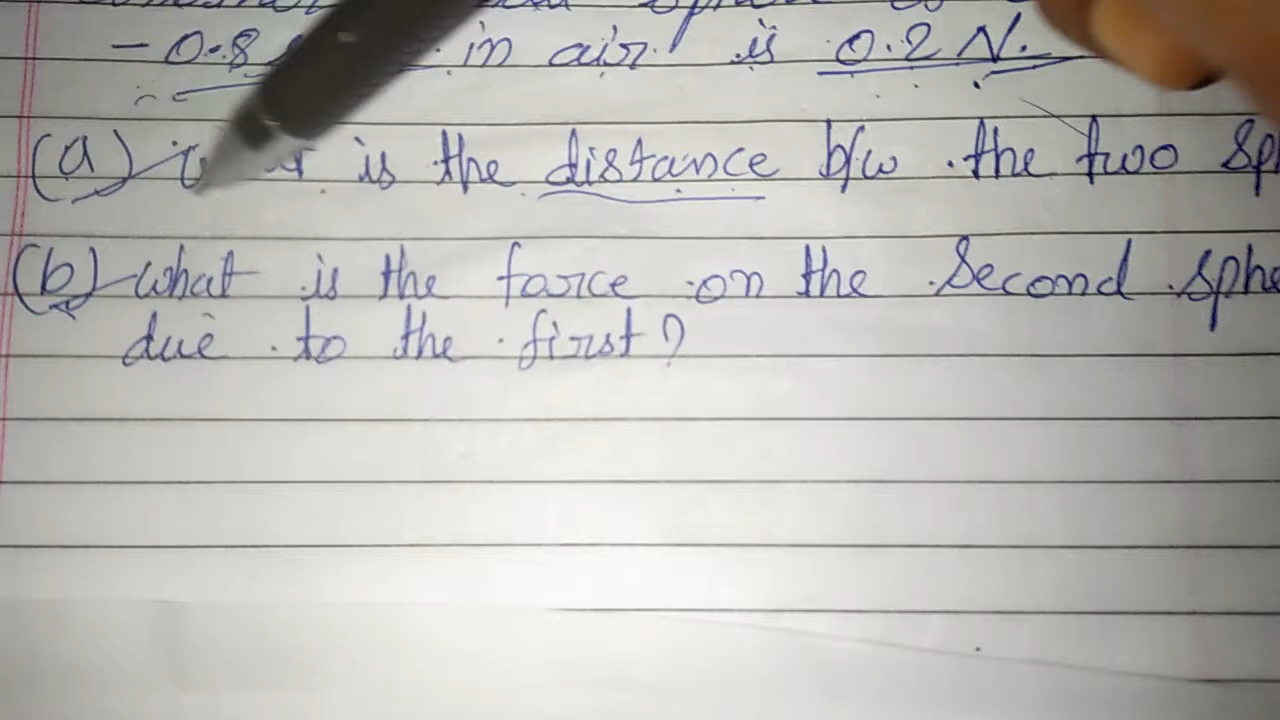 - 0.8 in air is 0.2 N.
(a) is the distance b/w the two
(b) what is the force on the Second
due to the first?